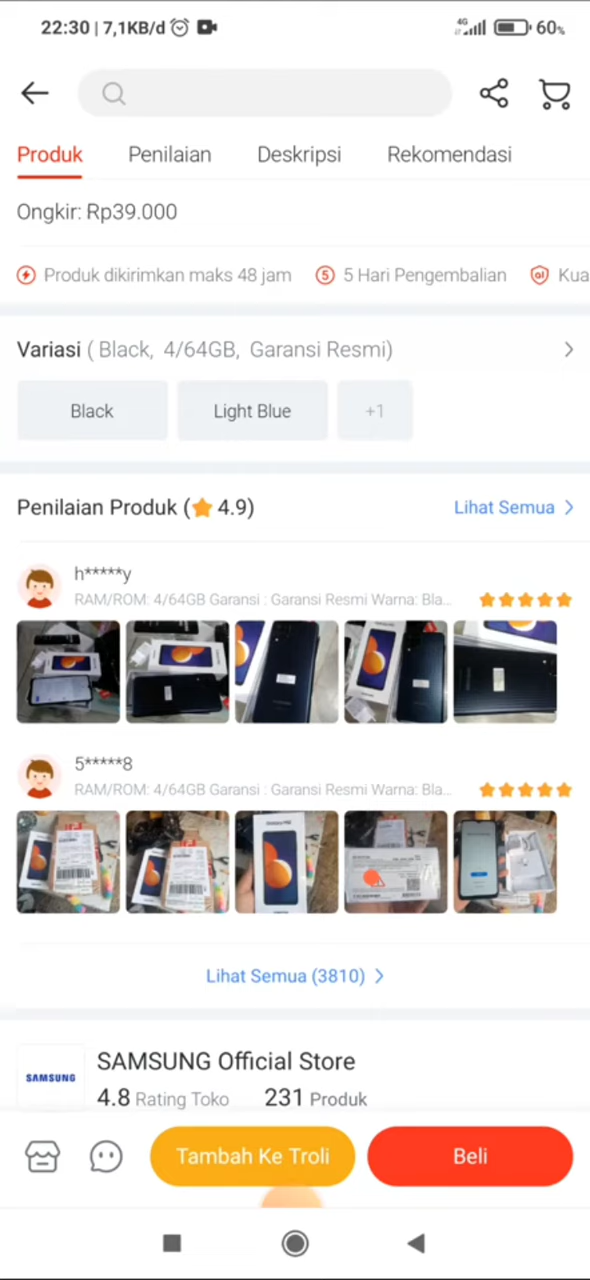 22:30 | 7,1KB/d 4G 60%
Produk Penilaian Deskripsi Rekomendasi
Ongkir: Rp39.000
Produk dikirimkan maks 48 jam 5 5 Hari Pengembalian Kua
Variasi ( Black, 4/64GB, Garansi Resmi)
Black Light Blue +1
Penilaian Produk ( 4.9) Lihat Semua
h*****y
RAM/ROM: 4/64GB Garansi : Garansi Resmi Warna: Bla...
5*****8
RAM/ROM: 4/64GB Garansi : Garansi Resmi Warna: Bla...
Lihat Semua (3810)
SAMSUNG
SAMSUNG Official Store
4.8 Rating Toko 231 Produk
Tambah Ke Troli Beli